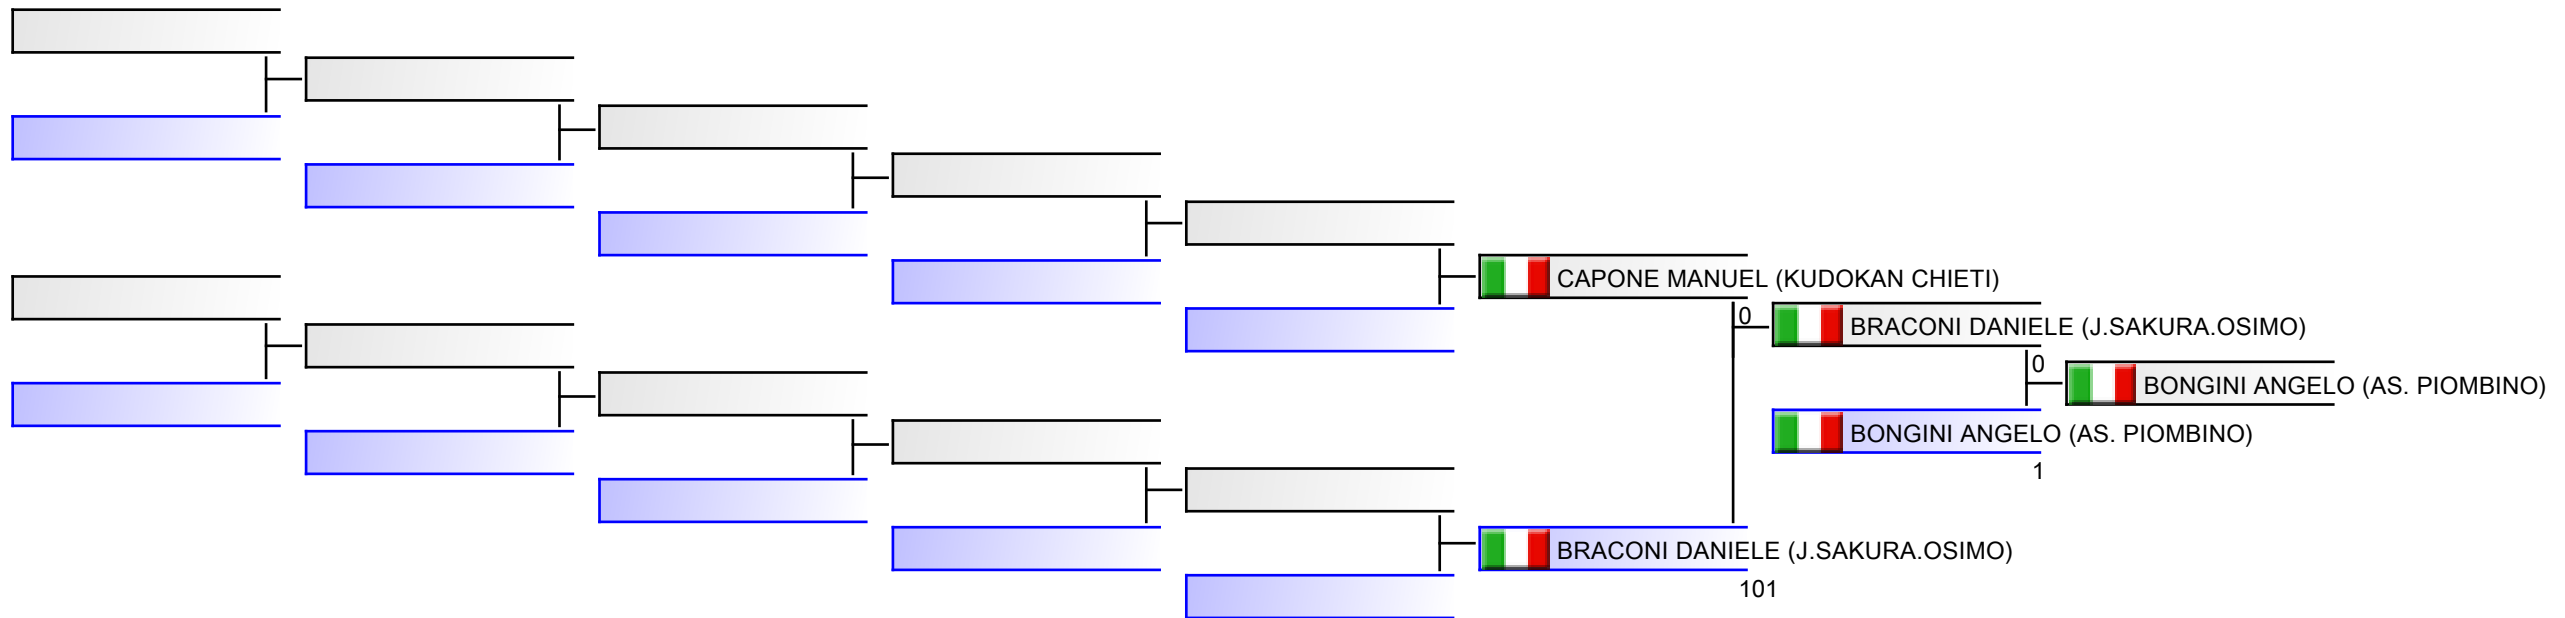 CAPONE MANUEL (KUDOKAN CHIETI)
0
BRACONI DANIELE (J.SAKURA.OSIMO)
0
BONGINI ANGELO (AS. PIOMBINO)
BONGINI ANGELO (AS. PIOMBINO)
1
BRACONI DANIELE (J.SAKURA.OSIMO)
101